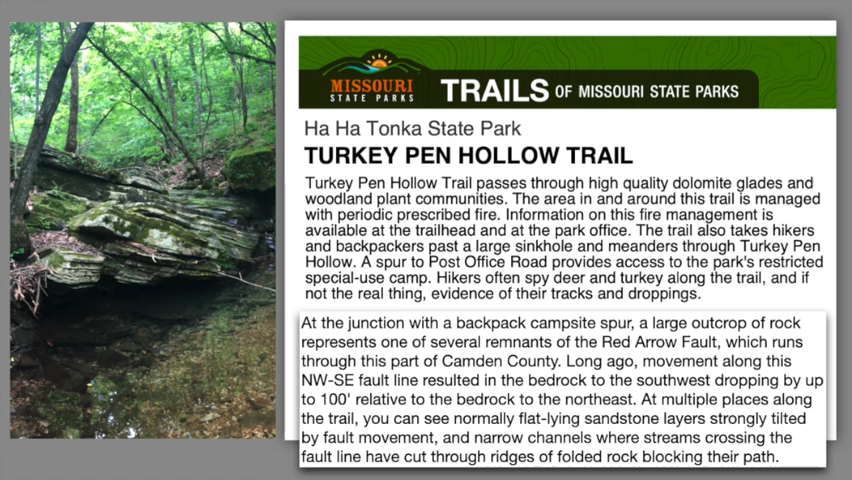 MISSOURI
STATE PARKS
TRAILS OF MISSOURI STATE PARKS
Ha Ha Tonka State Park
TURKEY PEN HOLLOW TRAIL
Turkey Pen Hollow Trail passes through high quality dolomite glades and
woodland plant communities. The area in and around this trail is managed
with periodic prescribed fire. Information on this fire management is
available at the trailhead and at the park office. The trail also takes hikers
and backpackers past a large sinkhole and meanders through Turkey Pen
Hollow. A spur to Post Office Road provides access to the park's restricted
special-use camp. Hikers often spy deer and turkey along the trail, and if
not the real thing, evidence of their tracks and droppings.
At the junction with a backpack campsite spur, a large outcrop of rock
represents one of several remnants of the Red Arrow Fault, which runs
through this part of Camden County. Long ago, movement along this
NW-SE fault line resulted in the bedrock to the southwest dropping by up
to 100' relative to the bedrock to the northeast. At multiple places along
the trail, you can see normally flat-lying sandstone layers strongly tilted
by fault movement, and narrow channels where streams crossing the
fault line have cut through ridges of folded rock blocking their path.